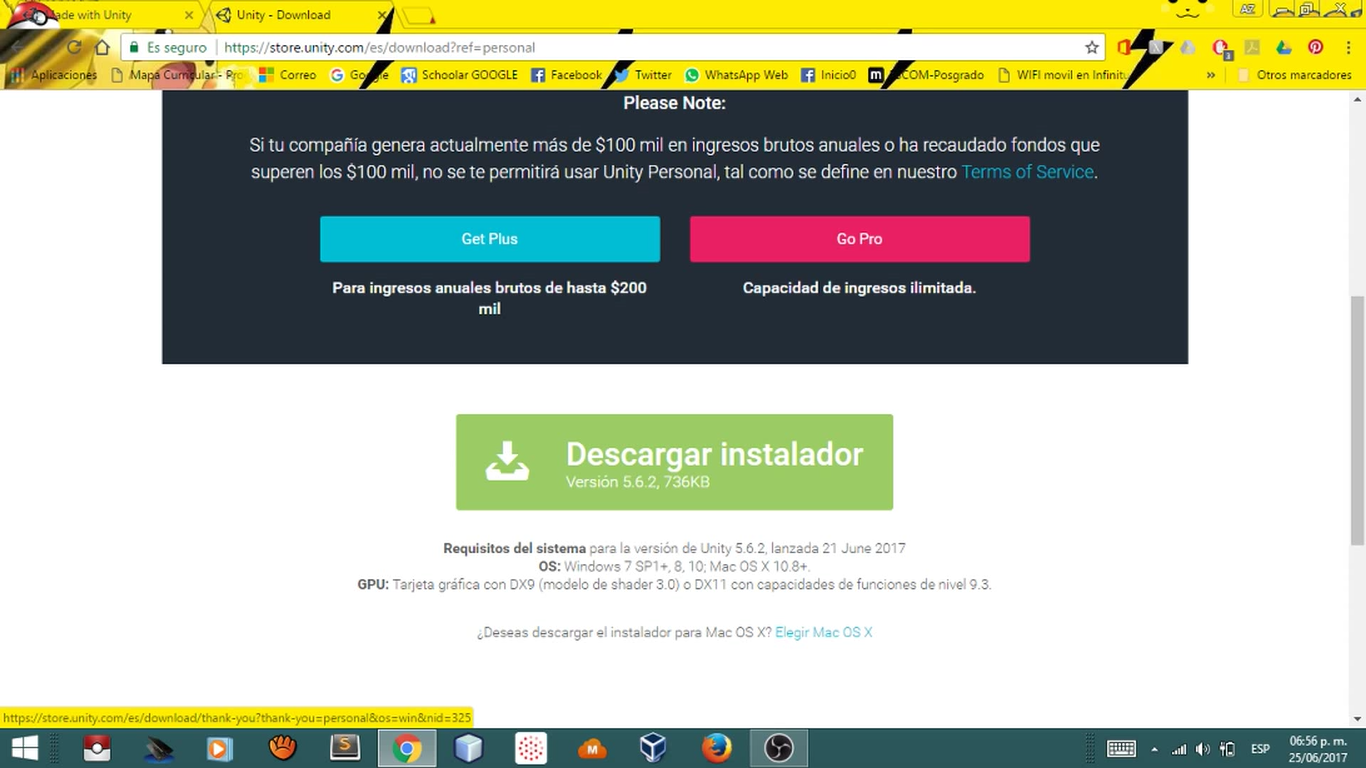 ade with Unity
Unity - Download
AZ
Es seguro
https://store.unity.com/es/download?ref=personal
Aplicaciones
Mapa Curricular - Pro
Correo
Google
Schoolar GOOGLE
Facebook
Twitter
WhatsApp Web
Inicio0
COM-Posgrado
WIFI movil en Infinitu
»
Otros marcadores
Please Note:
Si tu compañía genera actualmente más de $100 mil en ingresos brutos anuales o ha recaudado fondos que
superen los $100 mil, no se te permitirá usar Unity Personal, tal como se define en nuestro Terms of Service.
Get Plus
Go Pro
Para ingresos anuales brutos de hasta $200
mil
Capacidad de ingresos ilimitada.
Descargar instalador
Versión 5.6.2, 736KB
Requisitos del sistema para la versión de Unity 5.6.2, lanzada 21 June 2017
OS: Windows 7 SP1+, 8, 10; Mac OS X 10.8+.
GPU: Tarjeta gráfica con DX9 (modelo de shader 3.0) o DX11 con capacidades de funciones de nivel 9.3.
¿Deseas descargar el instalador para Mac OS X? Elegir Mac OS X
https://store.unity.com/es/download/thank-you?thank-you=personal&os=win&nid=325
ESP
06:56 p. m.
25/06/2017